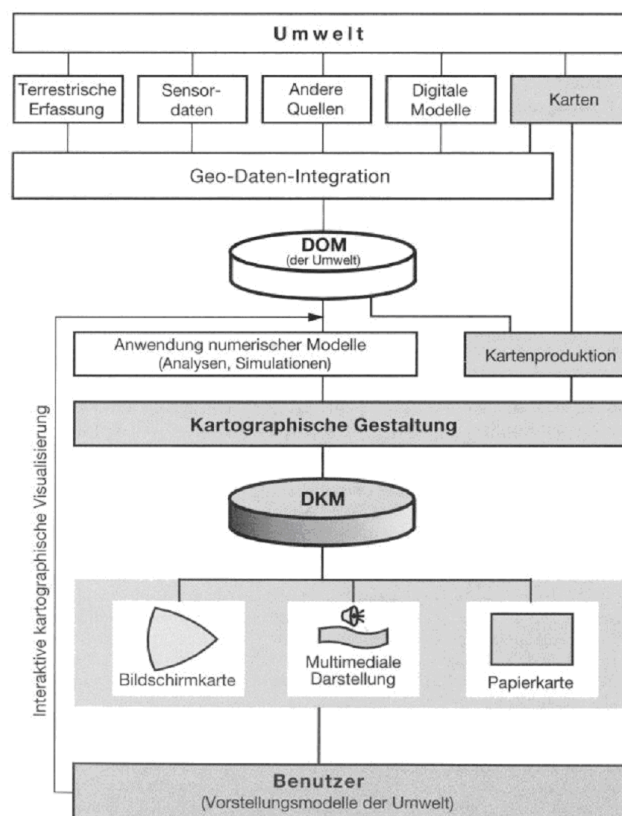 Umwelt
Terrestrische
Erfassung
Sensor-
daten
Andere
Quellen
Digitale
Modelle
Karten
Geo-Daten-Integration
DOM
(der Umwelt)
Anwendung numerischer Modelle
(Analysen, Simulationen)
Kartenproduktion
Kartographische Gestaltung
Interaktive kartographische Visualisierung
DKM
Bildschirmkarte
Multimediale
Darstellung
Papierkarte
Benutzer
(Vorstellungsmodelle der Umwelt)